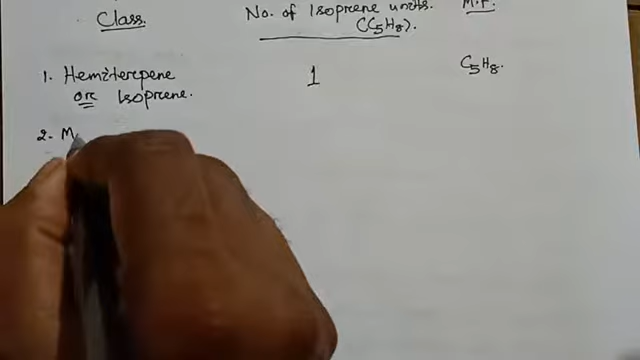 Class. No. of Isoprene units. M.F.
(C5H8).
1. Hemiterpene 1 C5H8.
or Isoprene.
2. M